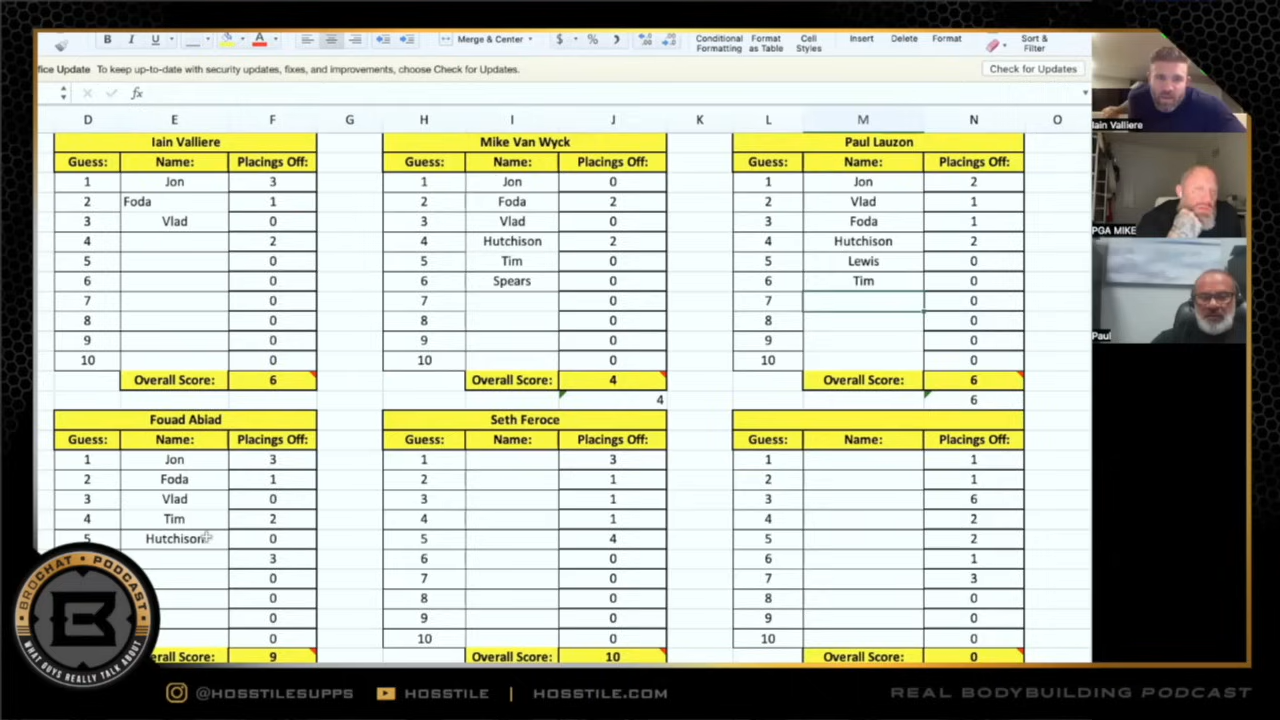 B I U
Merge & Center
$ % )
Conditional Formatting
Format as Table
Cell Styles
Insert Delete Format
Sort & Filter
fice Update To keep up-to-date with security updates, fixes, and improvements, choose Check for Updates.
Check for Updates
fx
D E F G H I J K L M N O
Iain Valliere Mike Van Wyck Paul Lauzon
Guess: Name: Placings Off: Guess: Name: Placings Off: Guess: Name: Placings Off:
1 Jon 3 1 Jon 0 1 Jon 2
2 Foda 1 2 Foda 2 2 Vlad 1
3 Vlad 0 3 Vlad 0 3 Foda 1
4 2 4 Hutchison 2 4 Hutchison 2
5 0 5 Tim 0 5 Lewis 0
6 0 6 Spears 0 6 Tim 0
7 0 7 0 7 0
8 0 8 0 8 0
9 0 9 0 9 0
10 0 10 0 10 0
Overall Score: 6 Overall Score: 4 Overall Score: 6
4 6
Fouad Abiad Seth Feroce
Guess: Name: Placings Off: Guess: Name: Placings Off: Guess: Name: Placings Off:
1 Jon 3 1 3 1 1
2 Foda 1 2 1 2 1
3 Vlad 0 3 1 3 6
4 Tim 2 4 1 4 2
5 Hutchison 0 5 4 5 2
3 6 0 6 1
0 7 0 7 3
0 8 0 8 0
0 9 0 9 0
0 10 0 10 0
erall Score: 9 Overall Score: 10 Overall Score: 0
Iain Valliere
PGA MIKE
Paul
BROCHAT • PODCAST
B
WHAT GUYS REALLY TALK ABOUT
@HOSSTILESUPPS HOSSTILE | HOSSTILE.COM
REAL BODYBUILDING PODCAST